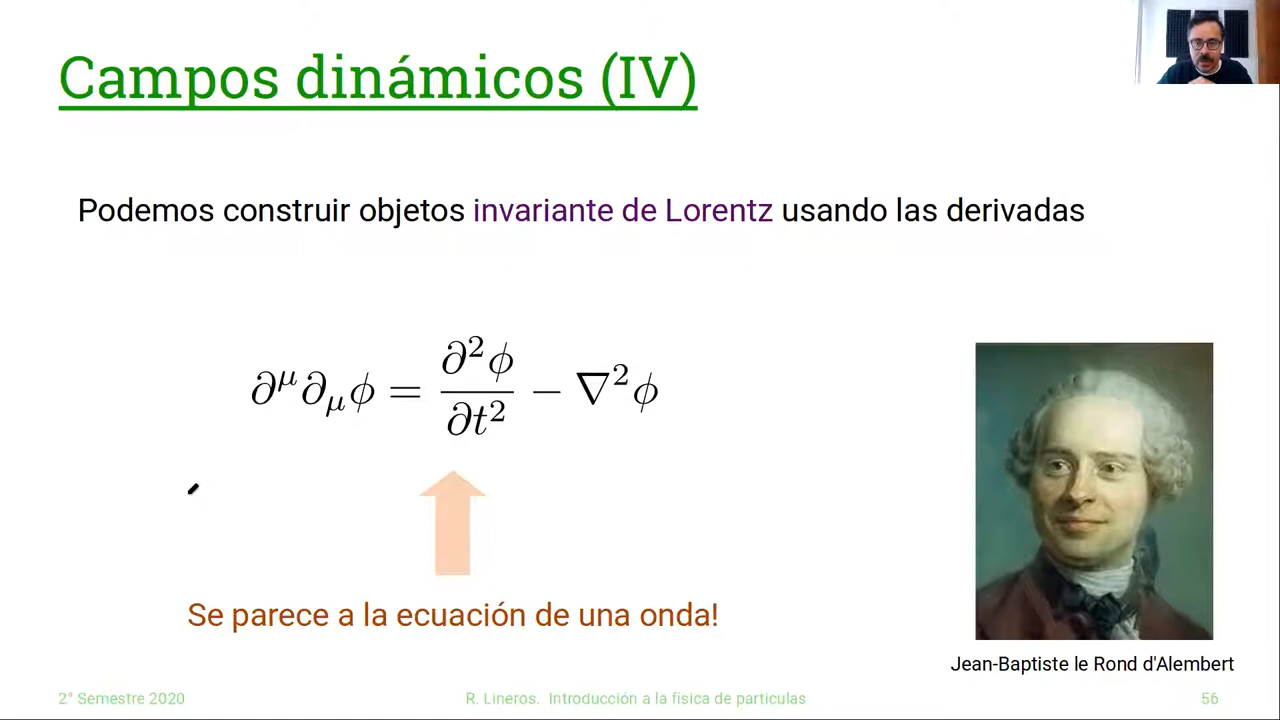 Campos dinámicos (IV)
Podemos construir objetos invariante de Lorentz usando las derivadas
∂^μ ∂_μ ϕ = ∂²ϕ/∂t² − ∇²ϕ
Se parece a la ecuación de una onda!
Jean-Baptiste le Rond d'Alembert
2° Semestre 2020
R. Lineros. Introducción a la física de particulas
56